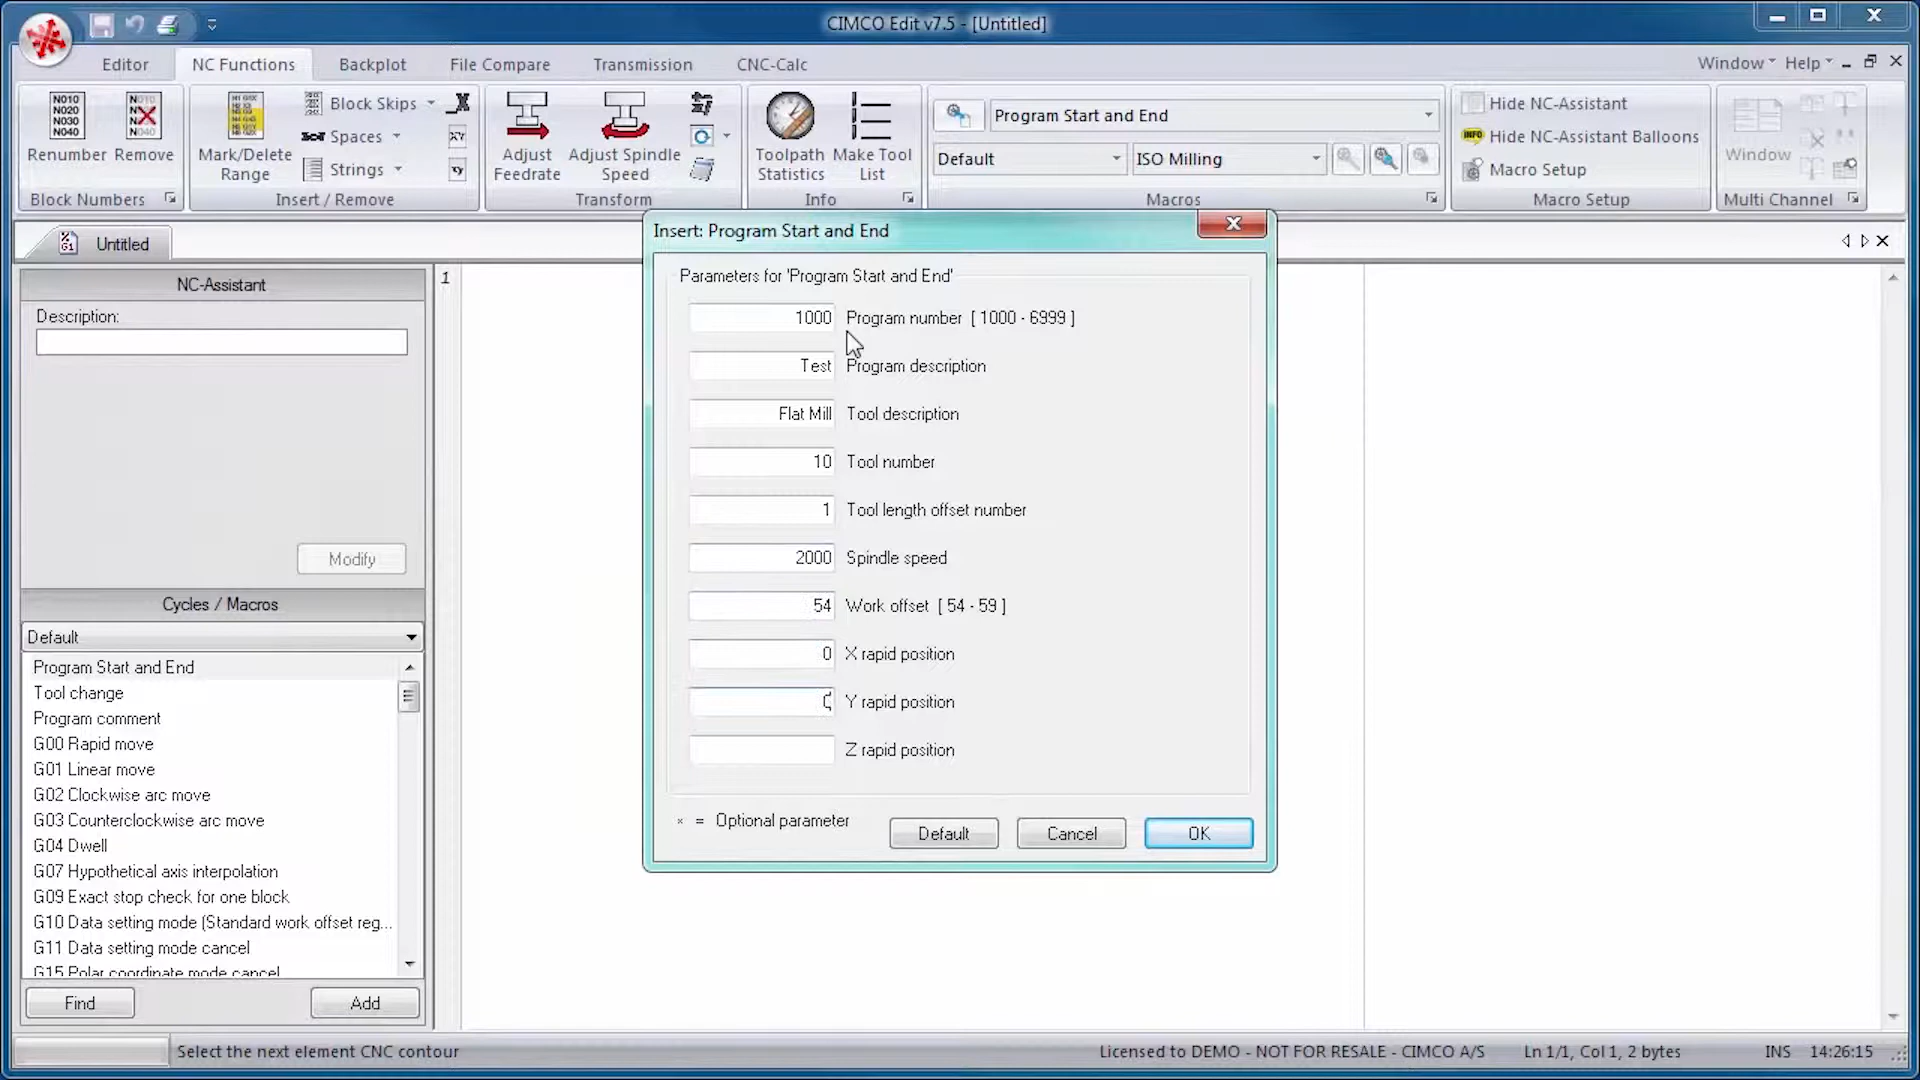 CIMCO Edit v7.5 - [Untitled]
Editor
NC Functions
Backplot
File Compare
Transmission
CNC-Calc
Window
Help
Renumber
Remove
Block Numbers
Mark/Delete
Range
Block Skips
Spaces
Strings
Insert / Remove
Adjust
Feedrate
Adjust Spindle
Speed
Transform
Toolpath
Statistics
Make Tool
List
Info
Program Start and End
Default
ISO Milling
Macros
Hide NC-Assistant
INFO Hide NC-Assistant Balloons
Macro Setup
Macro Setup
Window
Multi Channel
Untitled
NC-Assistant
Description:
Modify
Cycles / Macros
Default
Program Start and End
Tool change
Program comment
G00 Rapid move
G01 Linear move
G02 Clockwise arc move
G03 Counterclockwise arc move
G04 Dwell
G07 Hypothetical axis interpolation
G09 Exact stop check for one block
G10 Data setting mode (Standard work offset reg...
G11 Data setting mode cancel
G15 Polar coordinate mode cancel
Find
Add
1
Insert: Program Start and End
Parameters for 'Program Start and End'
1000 Program number [ 1000 - 6999 ]
Test Program description
Flat Mill Tool description
10 Tool number
1 Tool length offset number
2000 Spindle speed
54 Work offset [ 54 - 59 ]
0 X rapid position
Y rapid position
Z rapid position
* = Optional parameter
Default
Cancel
OK
Select the next element CNC contour
Licensed to DEMO - NOT FOR RESALE - CIMCO A/S
Ln 1/1, Col 1, 2 bytes
INS
14:26:15